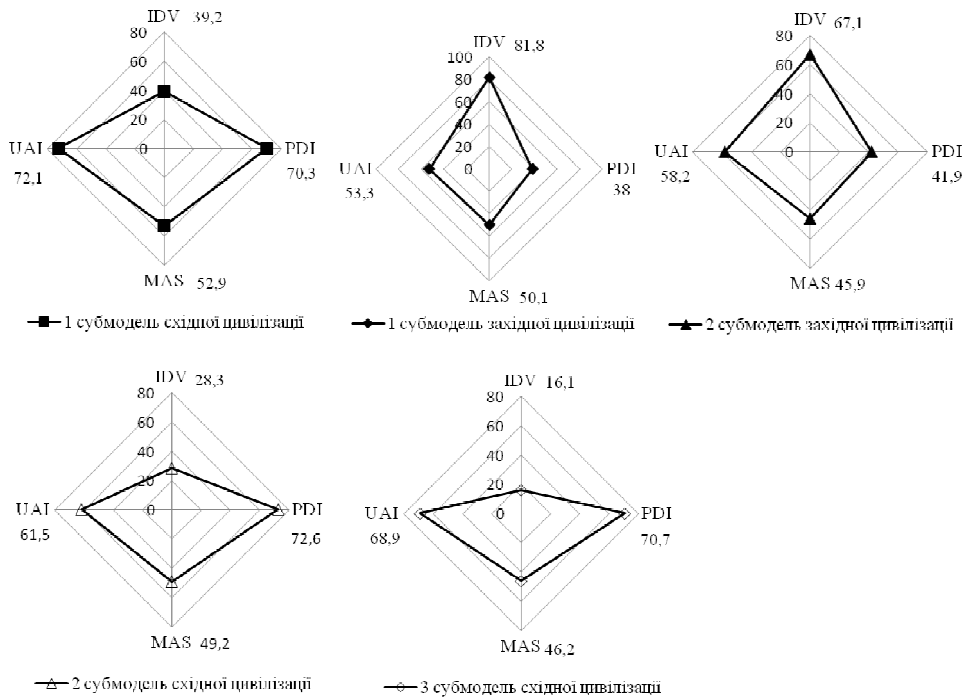 IDV 39,2
80
60
40
20
0
UAI
72,1
PDI
70,3
MAS 52,9
1 субмодель східної цивілізації
IDV
81,8
100
80
60
40
20
0
UAI
53,3
PDI
38
MAS 50,1
1 субмодель західної цивілізації
80 67,1
IDV
60
40
20
0
UAI
58,2
PDI
41,9
MAS 45,9
2 субмодель західної цивілізації
IDV 28,3
80
60
40
20
0
UAI
61,5
PDI
72,6
MAS 49,2
2 субмодель східної цивілізації
IDV 16,1
80
60
40
20
0
UAI
68,9
PDI
70,7
MAS 46,2
3 субмодель східної цивілізації